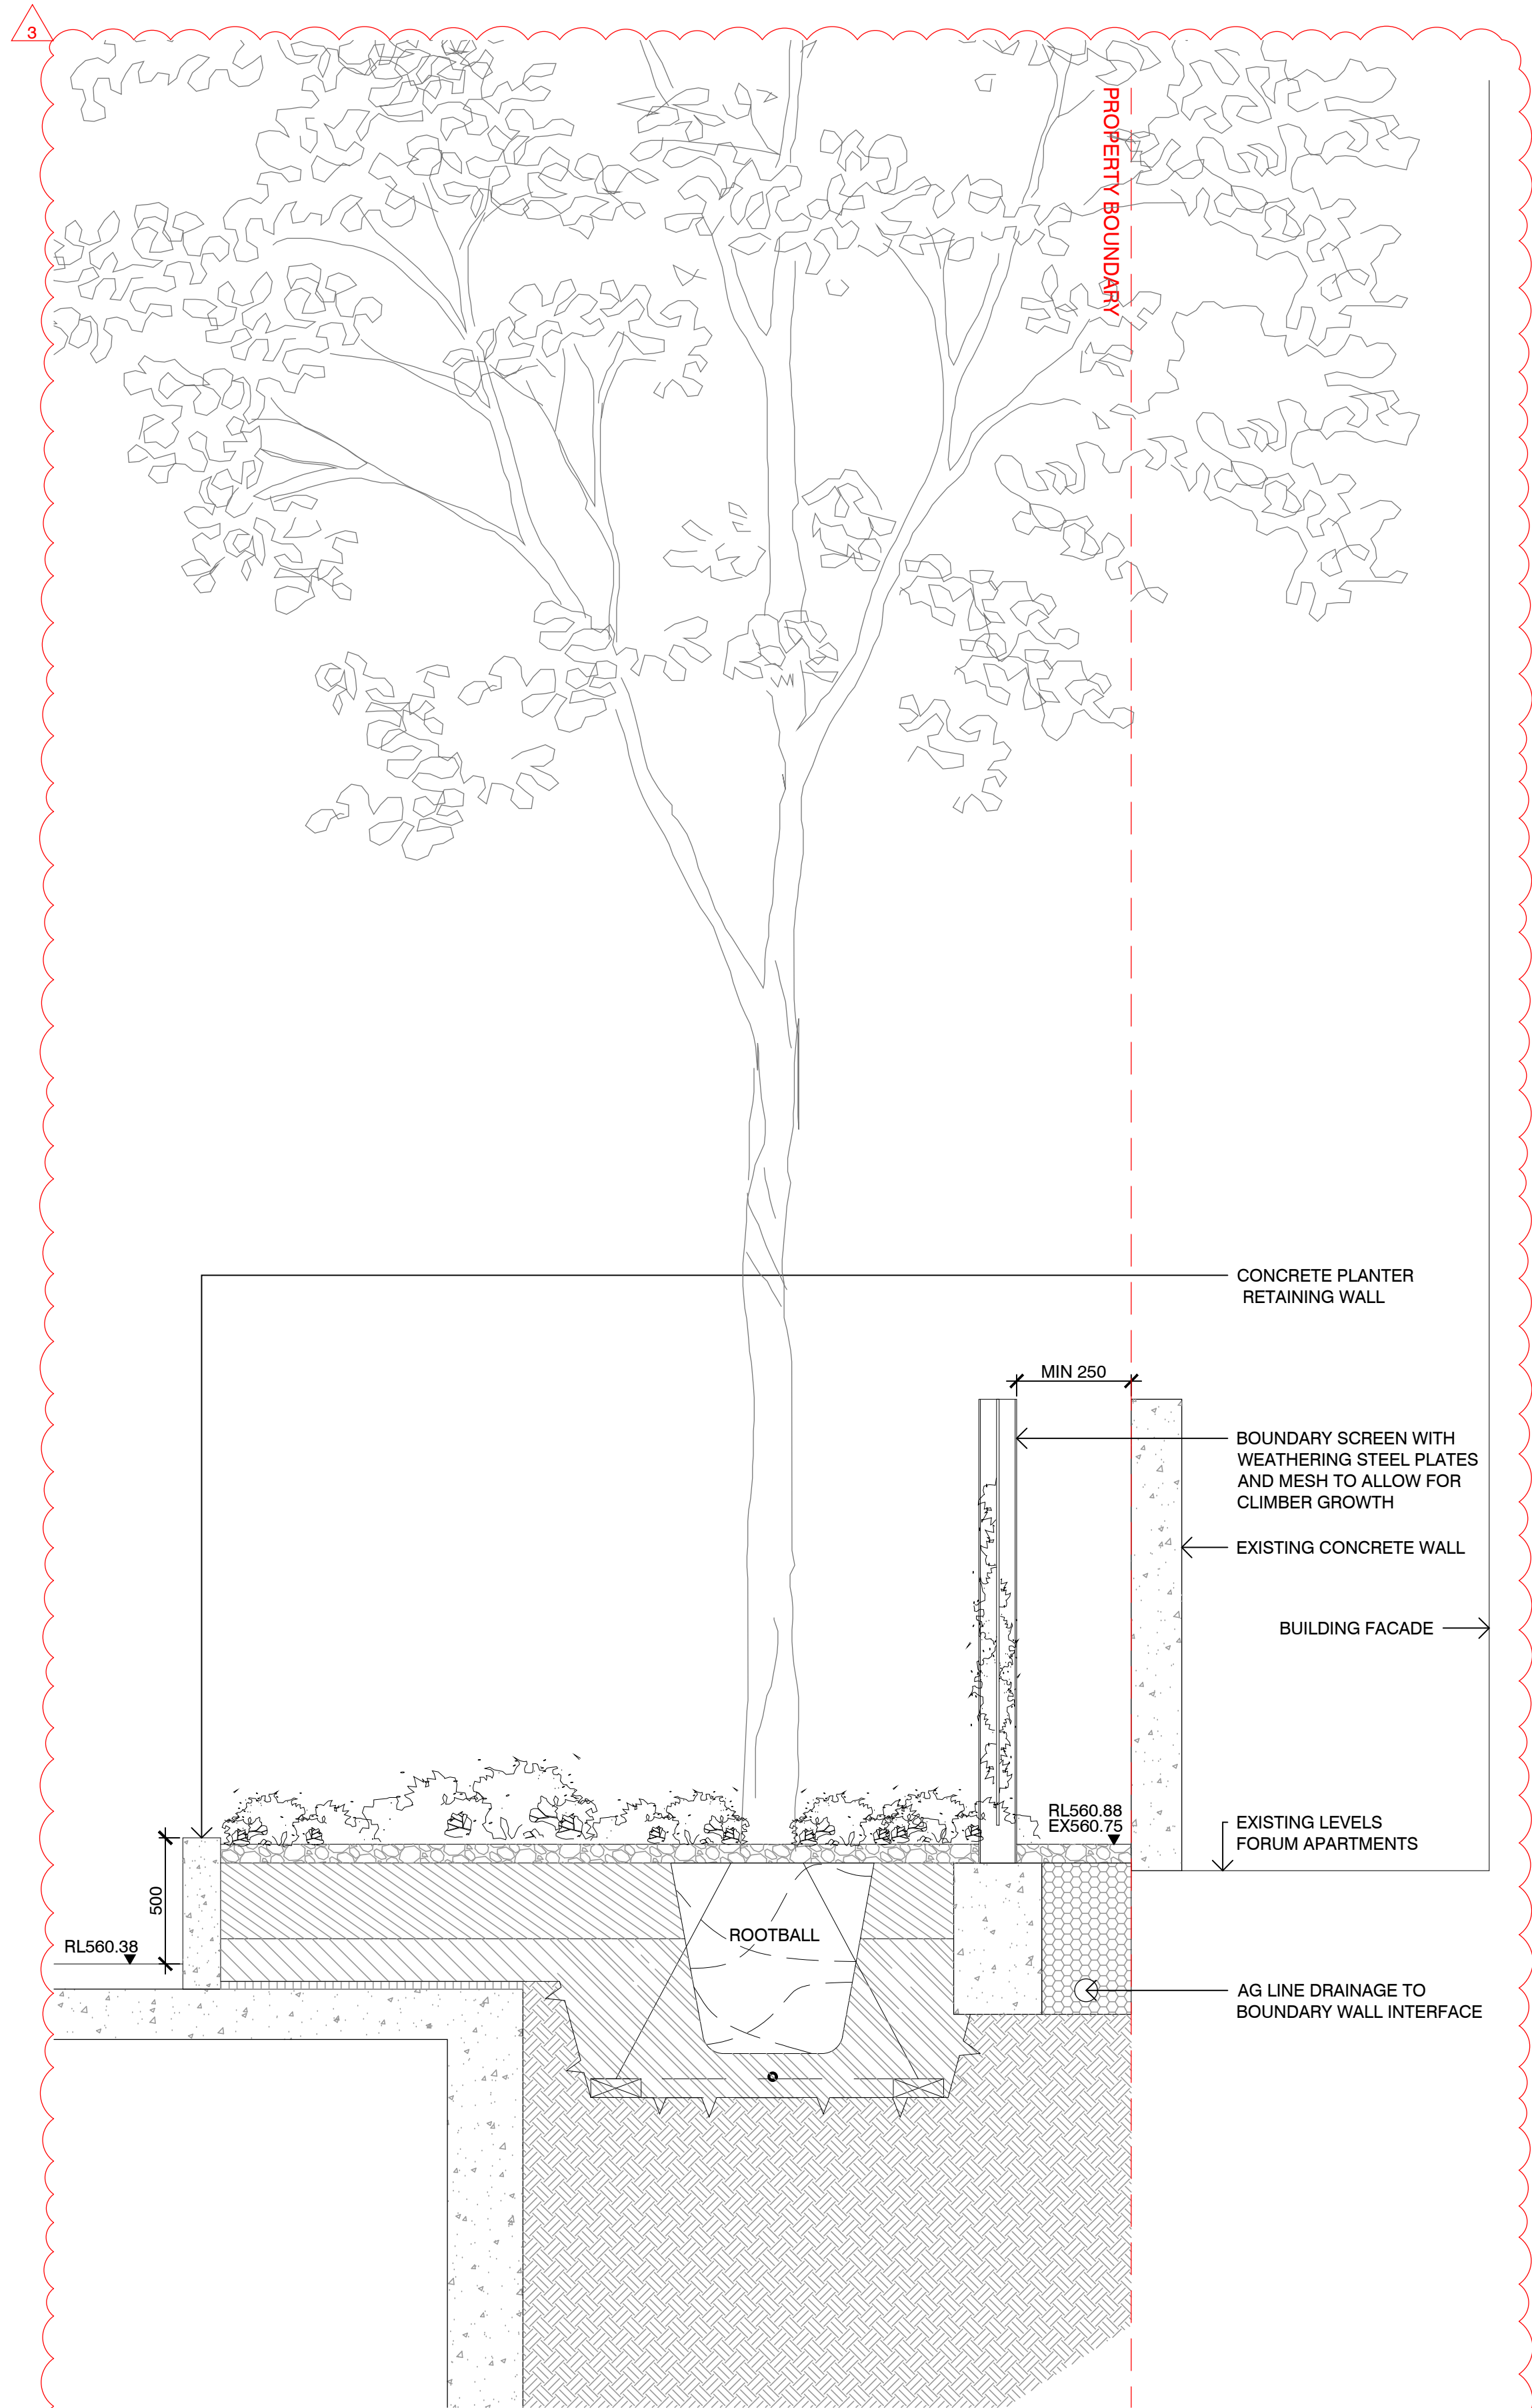 3
PROPERTY BOUNDARY
CONCRETE PLANTER
RETAINING WALL
MIN 250
BOUNDARY SCREEN WITH
WEATHERING STEEL PLATES
AND MESH TO ALLOW FOR
CLIMBER GROWTH
EXISTING CONCRETE WALL
BUILDING FACADE
RL560.88
EX560.75
EXISTING LEVELS
FORUM APARTMENTS
500
ROOTBALL
RL560.38
AG LINE DRAINAGE TO
BOUNDARY WALL INTERFACE